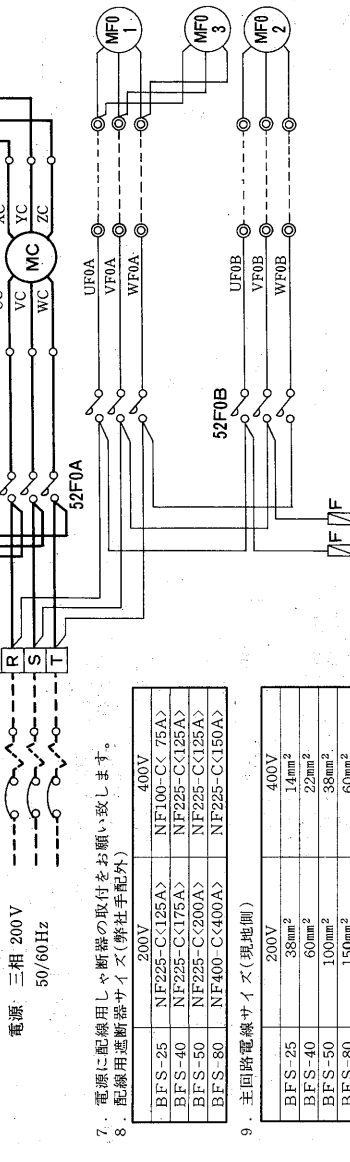 電源 三相 200V
50/60Hz
R
S
T
VC
WC
MC
YC
ZC
52F0A
UF0A
VF0A
WF0A
MF0
1
MF0
3
52F0B
UF0B
VF0B
WF0B
MF0
2
F
F
7. 電源に配線用しゃ断器の取付をお願い致します。
8. 配線用遮断器サイズ(弊社手配外)
200V 400V
BFS-25 NF225-C<125A> NF100-C< 75A>
BFS-40 NF225-C<175A> NF225-C<125A>
BFS-50 NF225-C<200A> NF225-C<125A>
BFS-80 NF400-C<400A> NF225-C<150A>
9. 主回路電線サイズ(現地側)
200V 400V
BFS-25 38mm² 14mm²
BFS-40 60mm² 22mm²
BFS-50 100mm² 38mm²
BFS-80 150mm² 60mm²